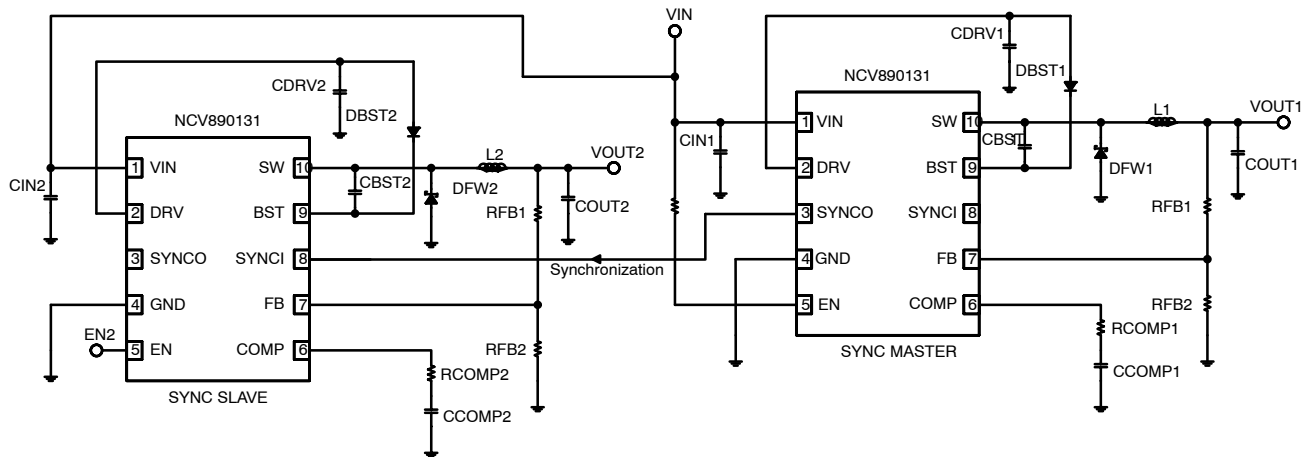 VIN
CDRV1
DBST1
NCV890131
CDRV2
DBST2
NCV890131
L1
VOUT1
1
VIN
SW
10
CIN1
CBST1
2
DRV
BST
9
DFW1
COUT1
3
SYNCO
SYNCI
8
RFB1
4
GND
FB
7
5
EN
COMP
6
RFB2
RCOMP1
CCOMP1
SYNC MASTER
L2
VOUT2
CIN2
1
VIN
SW
10
CBST2
2
DRV
BST
9
DFW2
COUT2
RFB1
3
SYNCO
SYNCI
8
Synchronization
4
GND
FB
7
EN2
5
EN
COMP
6
RFB2
RCOMP2
CCOMP2
SYNC SLAVE